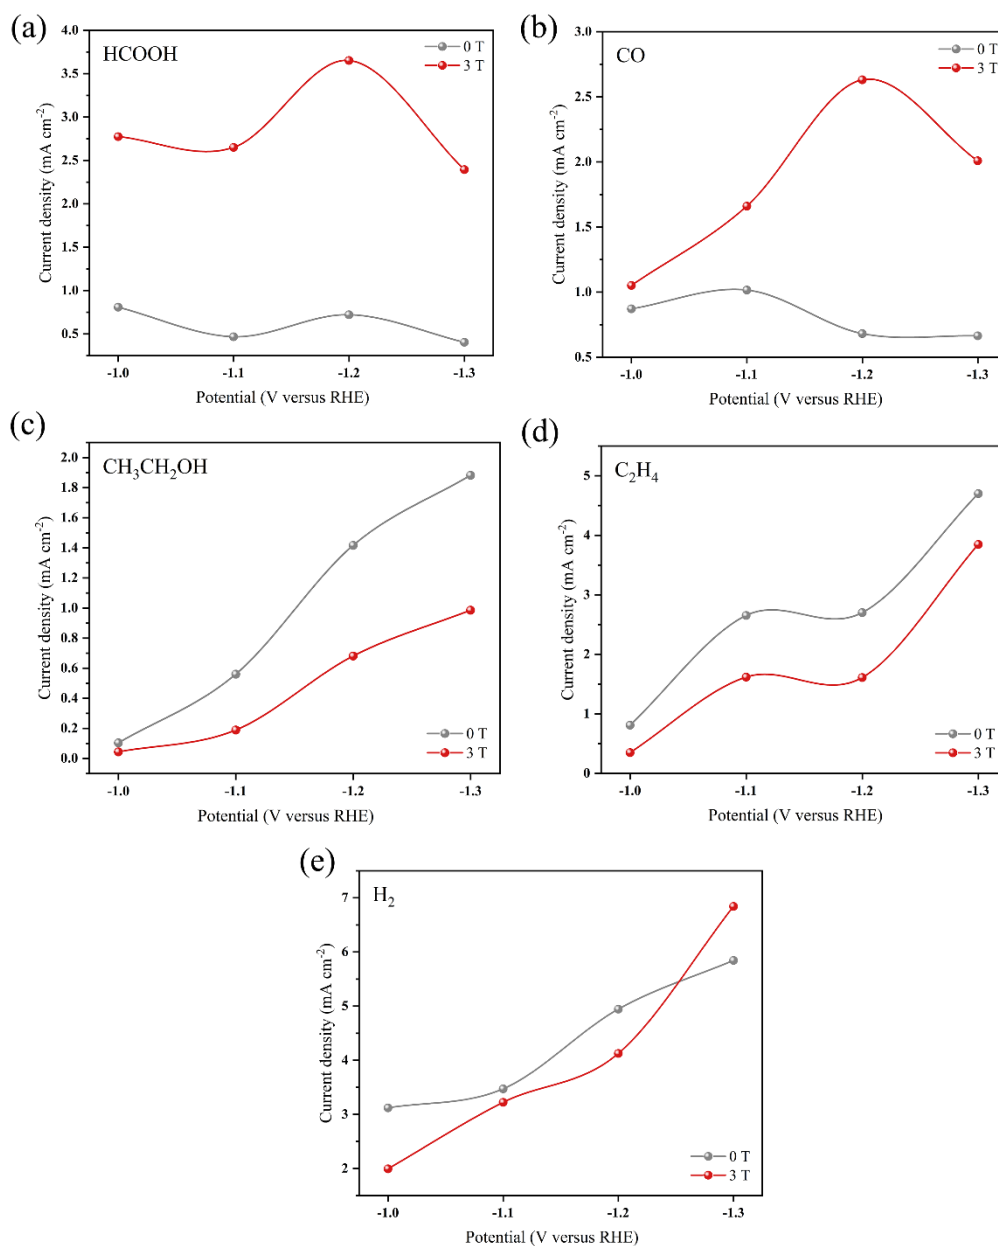 (a)
HCOOH
0 T
3 T
4.0
3.5
3.0
2.5
2.0
1.5
1.0
0.5
Current density (mA cm⁻²)
-1.0 -1.1 -1.2 -1.3
Potential (V versus RHE)
(b)
CO
0 T
3 T
3.0
2.5
2.0
1.5
1.0
0.5
Current density (mA cm⁻²)
-1.0 -1.1 -1.2 -1.3
Potential (V versus RHE)
(c)
CH₃CH₂OH
2.0
1.8
1.6
1.4
1.2
1.0
0.8
0.6
0.4
0.2
0.0
Current density (mA cm⁻²)
0 T
3 T
-1.0 -1.1 -1.2 -1.3
Potential (V versus RHE)
(d)
C₂H₄
5
4
3
2
1
0
Current density (mA cm⁻²)
0 T
3 T
-1.0 -1.1 -1.2 -1.3
Potential (V versus RHE)
(e)
H₂
7
6
5
4
3
2
Current density (mA cm⁻²)
0 T
3 T
-1.0 -1.1 -1.2 -1.3
Potential (V versus RHE)